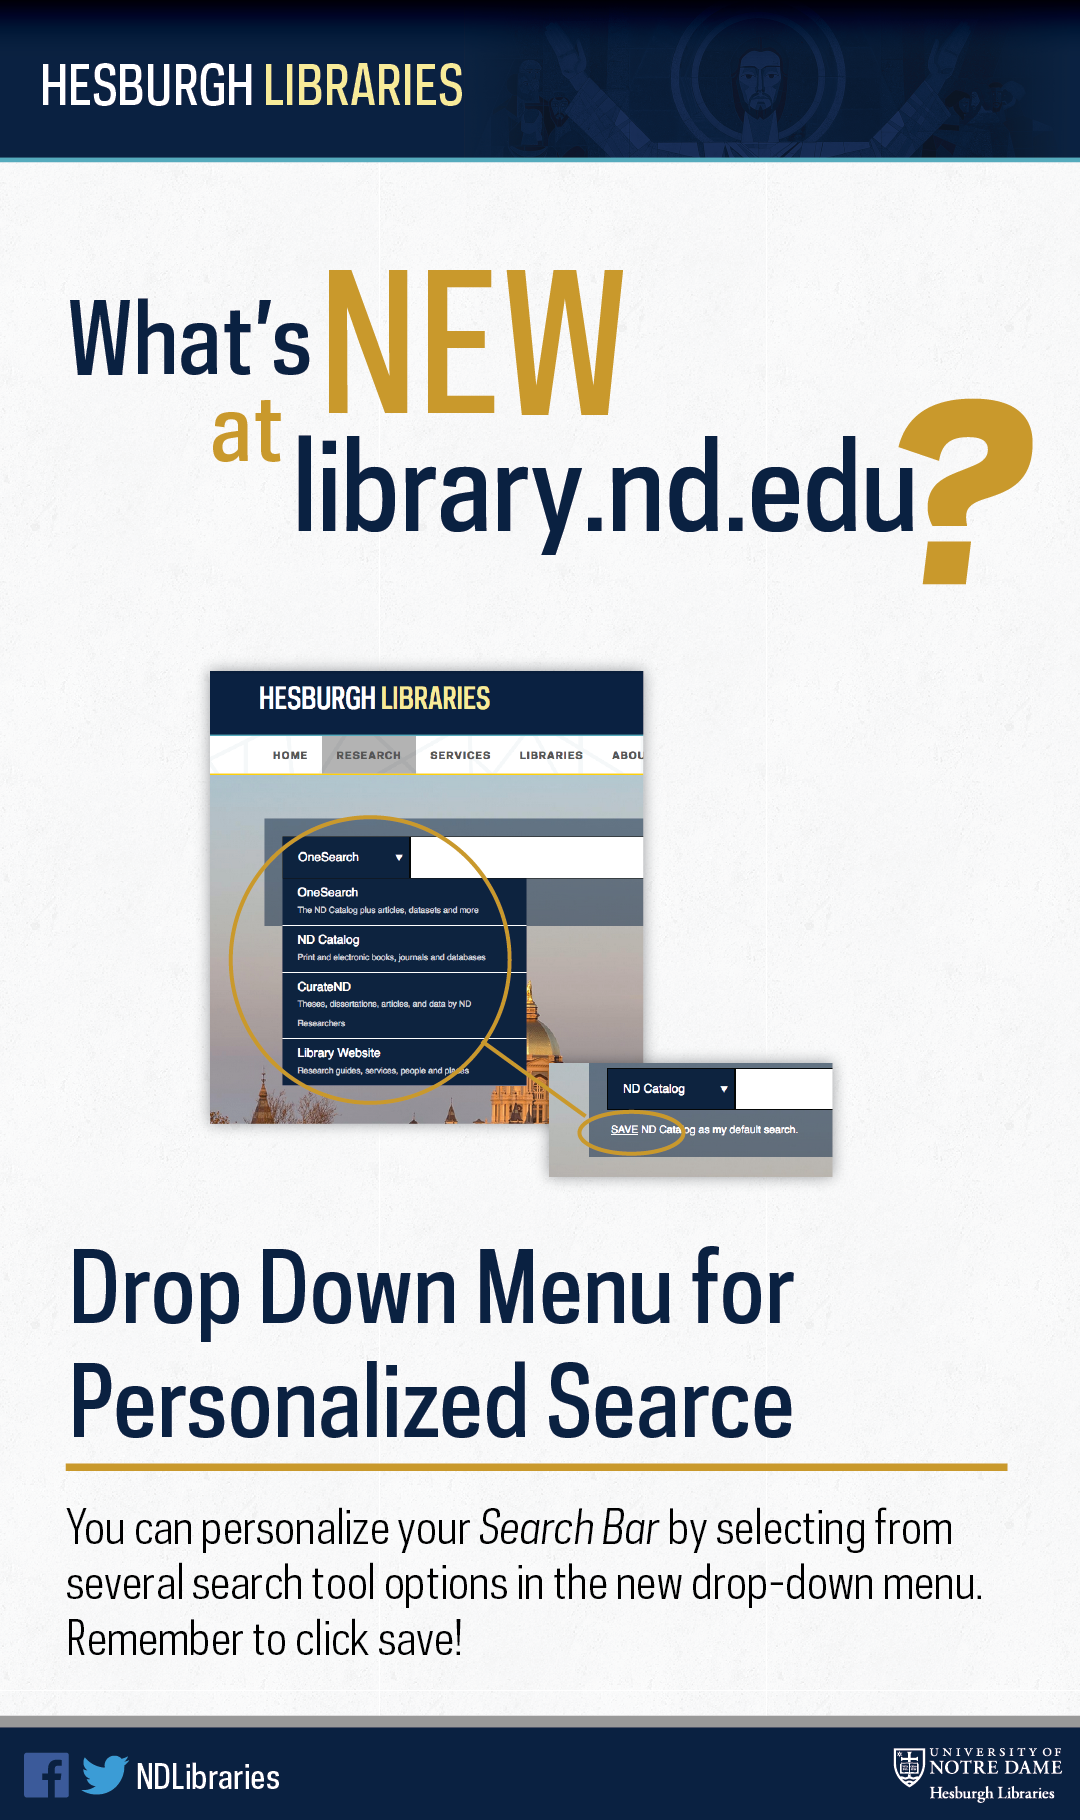 HESBURGH LIBRARIES
What's NEW
at library.nd.edu?
HESBURGH LIBRARIES
HOME RESEARCH SERVICES LIBRARIES ABOU
OneSearch ▼
OneSearch
The ND Catalog plus articles, datasets and more
ND Catalog
Print and electronic books, journals and databases
CurateND
Theses, dissertations, articles, and data by ND
Researchers
Library Website
Research guides, services, people and places
ND Catalog ▼
SAVE ND Catalog as my default search.
Drop Down Menu for
Personalized Searce
You can personalize your Search Bar by selecting from
several search tool options in the new drop-down menu.
Remember to click save!
NDLibraries
UNIVERSITY OF
NOTRE DAME
Hesburgh Libraries